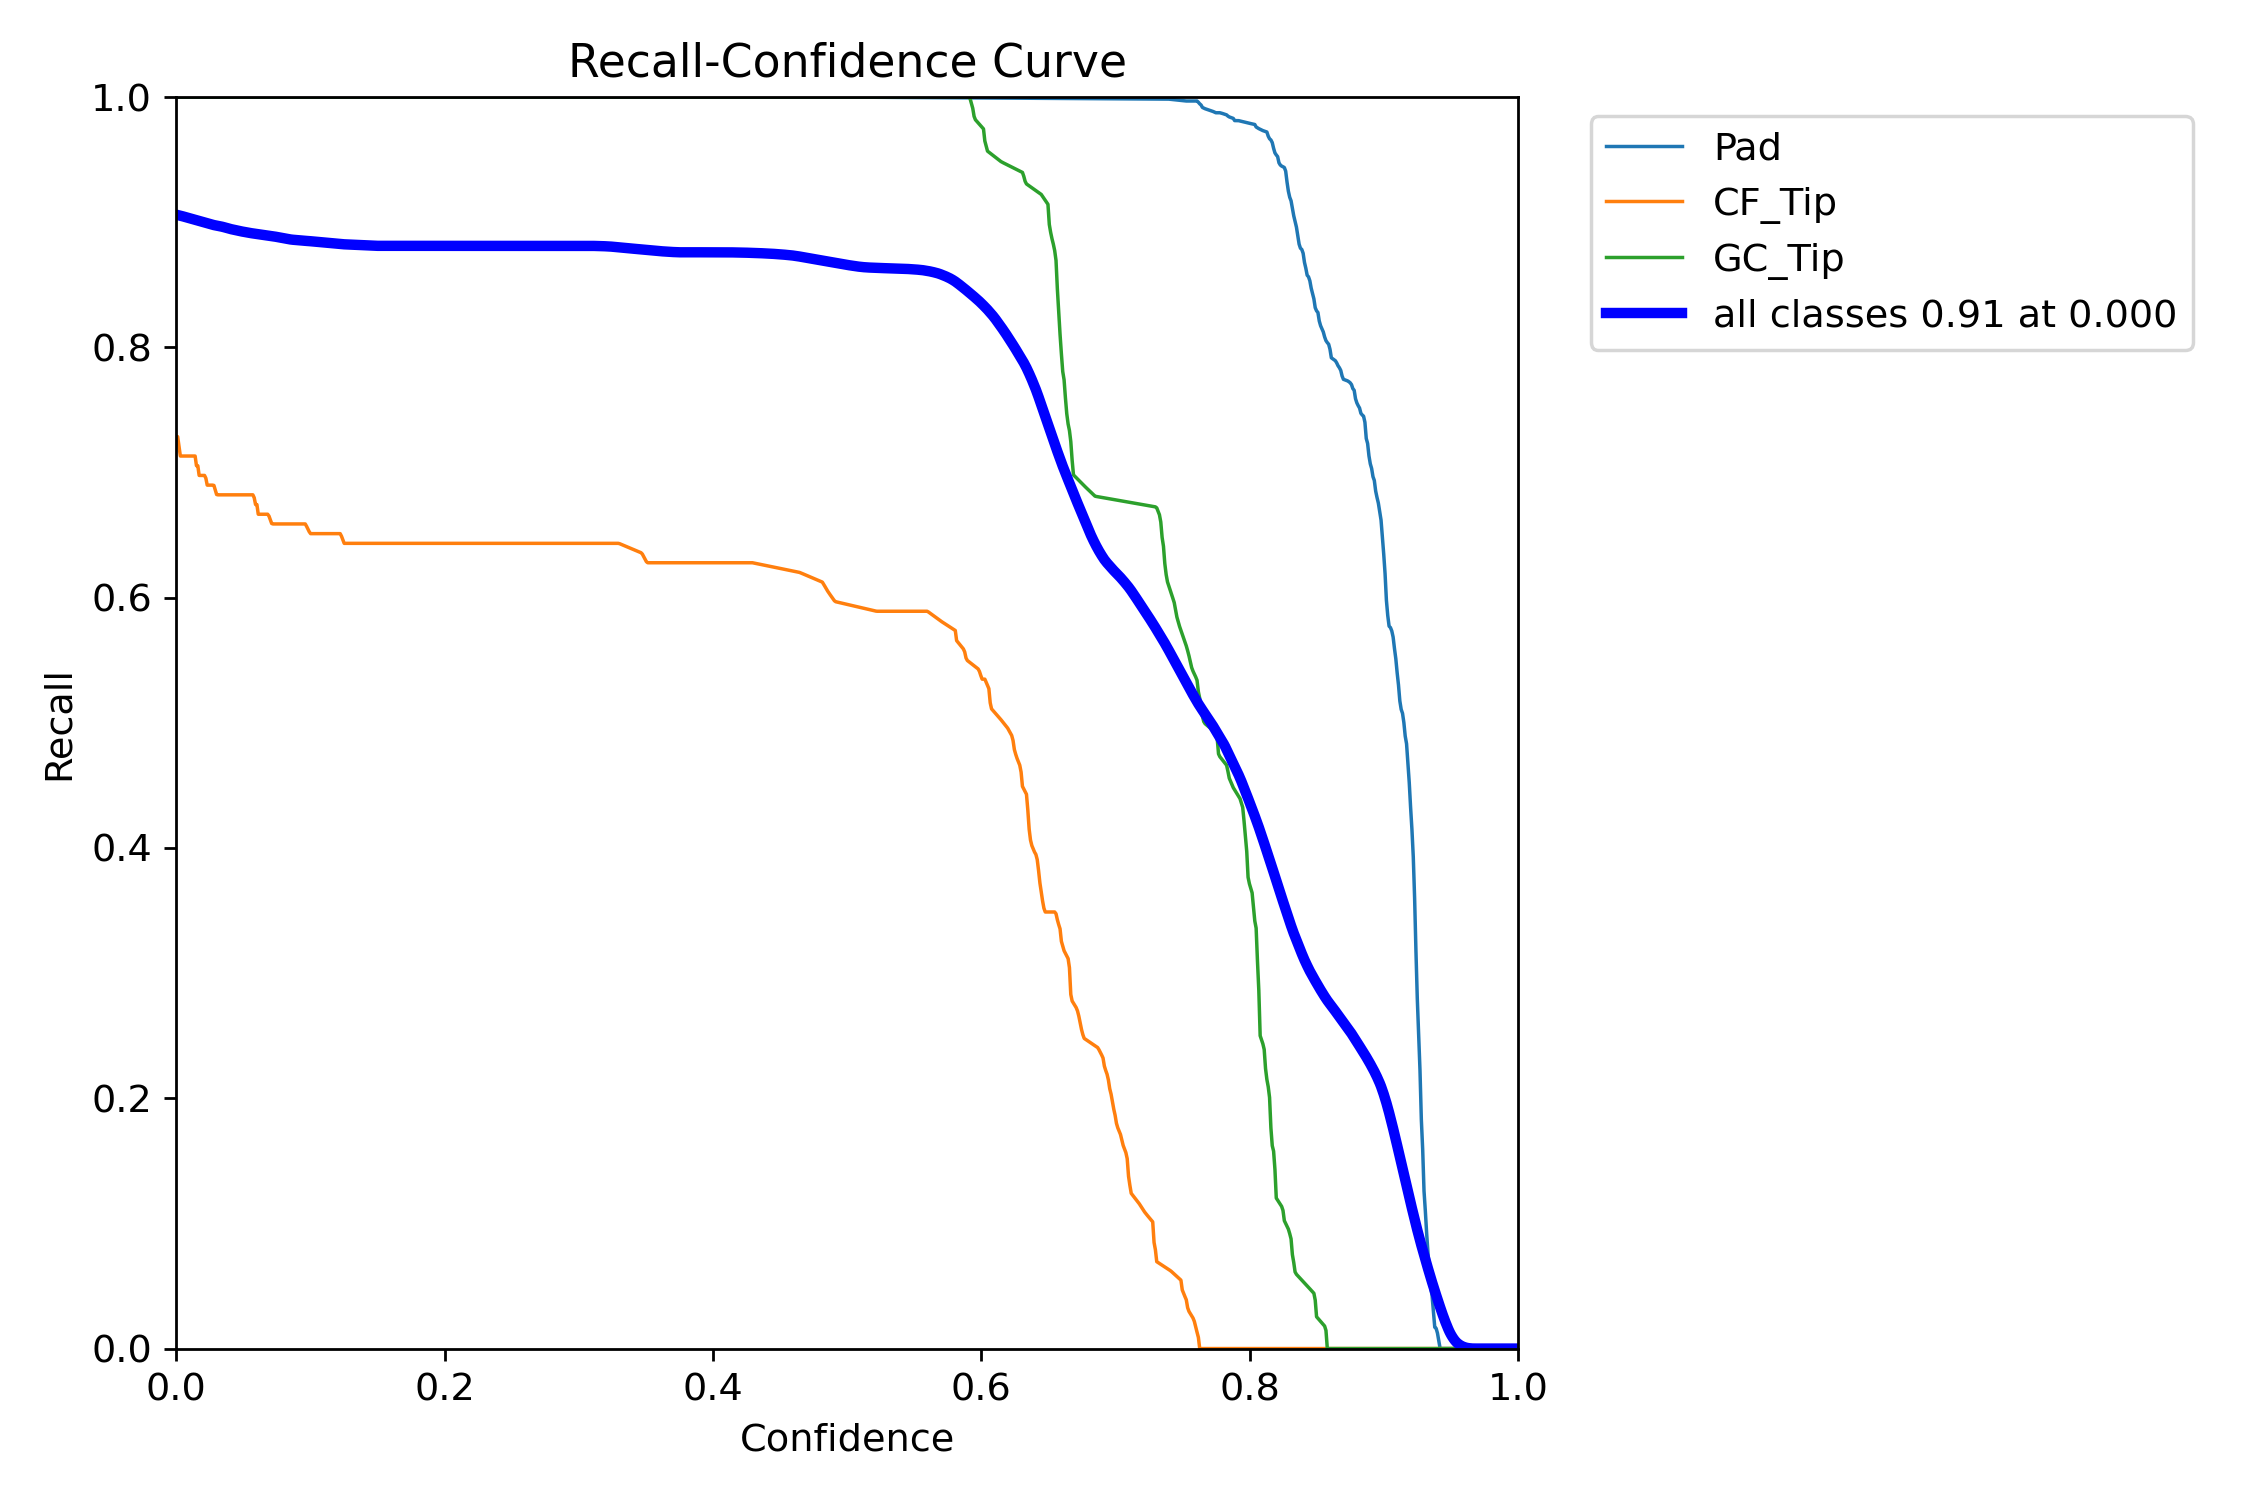 Recall-Confidence Curve
1.0
0.8
0.6
0.4
0.2
0.0
Recall
0.0 0.2 0.4 0.6 0.8 1.0
Confidence
Pad
CF_Tip
GC_Tip
all classes 0.91 at 0.000